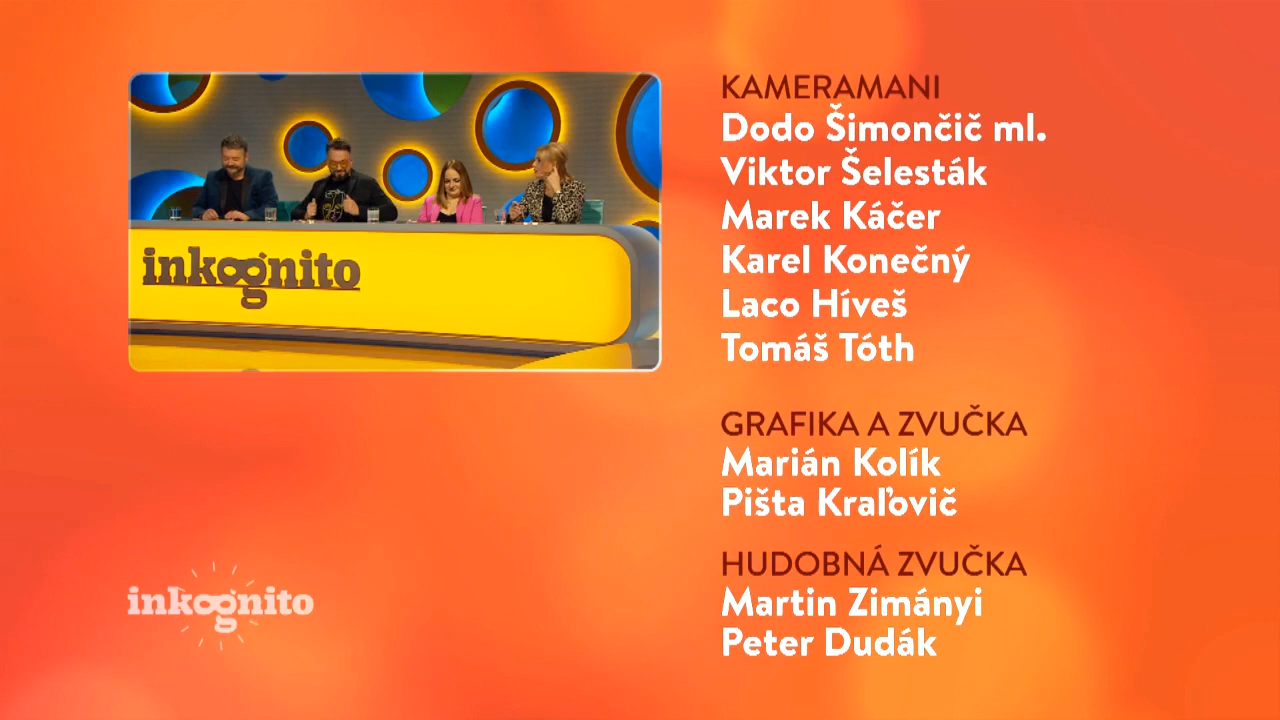 inkognito
KAMERAMANI
Dodo Šimončič ml.
Viktor Šelesták
Marek Káčer
Karel Konečný
Laco Híveš
Tomáš Tóth
GRAFIKA A ZVUČKA
Marián Kolík
Pišta Kraľovič
HUDOBNÁ ZVUČKA
Martin Zimányi
Peter Dudák
inkognito